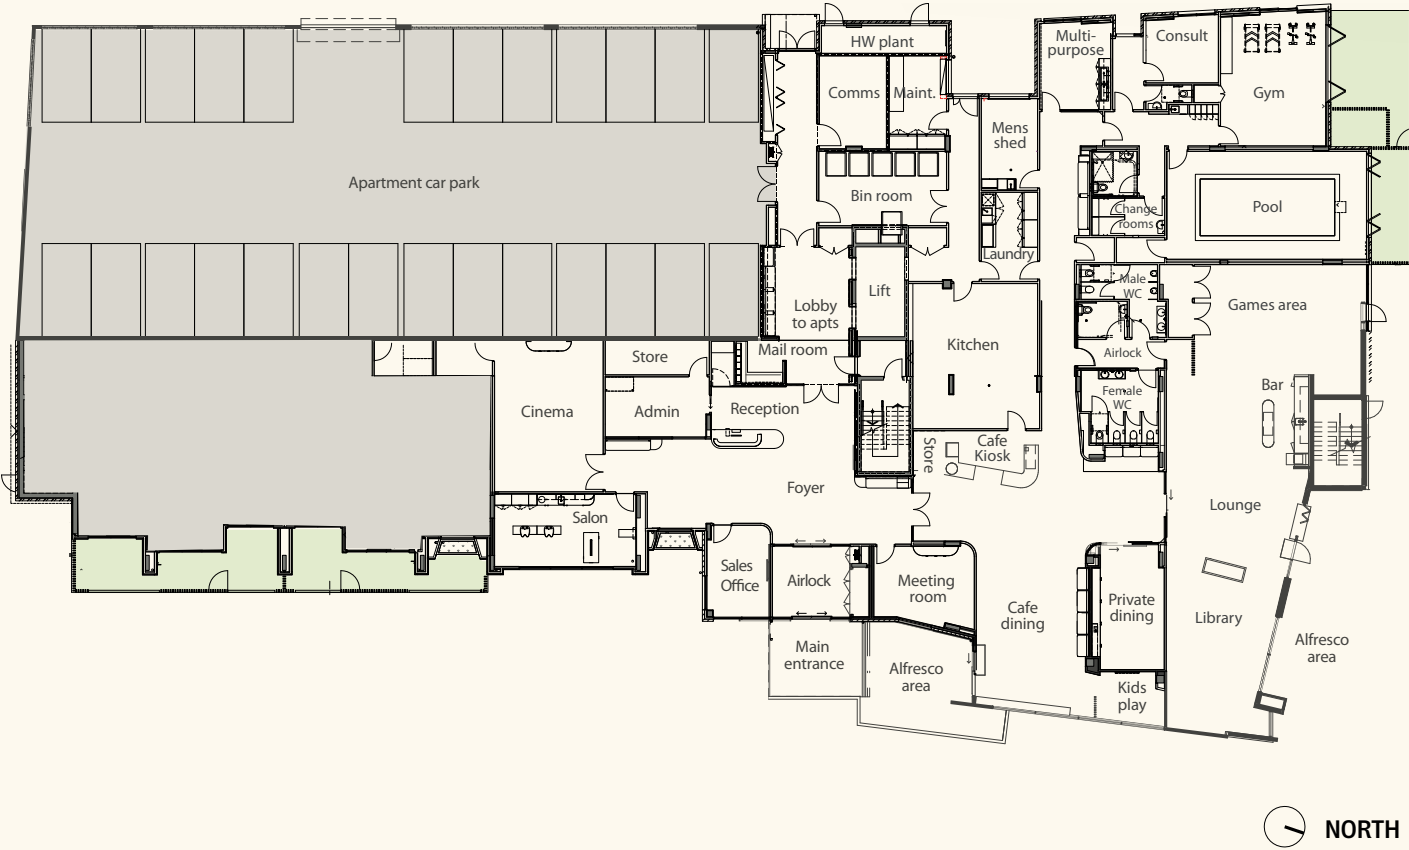 HW plant
Multi-
purpose
Consult
Comms
Maint.
Gym
Mens
shed
Apartment car park
Bin room
Change
rooms
Pool
Laundry
Male
WC
Lift
Lobby
to apts
Games area
Kitchen
Mail room
Store
Airlock
Cinema
Admin
Reception
Female
WC
Bar
Store
Cafe
Kiosk
Foyer
Lounge
Salon
Sales
Office
Airlock
Meeting
room
Cafe
dining
Private
dining
Library
Main
entrance
Alfresco
area
Alfresco
area
Kids
play
NORTH